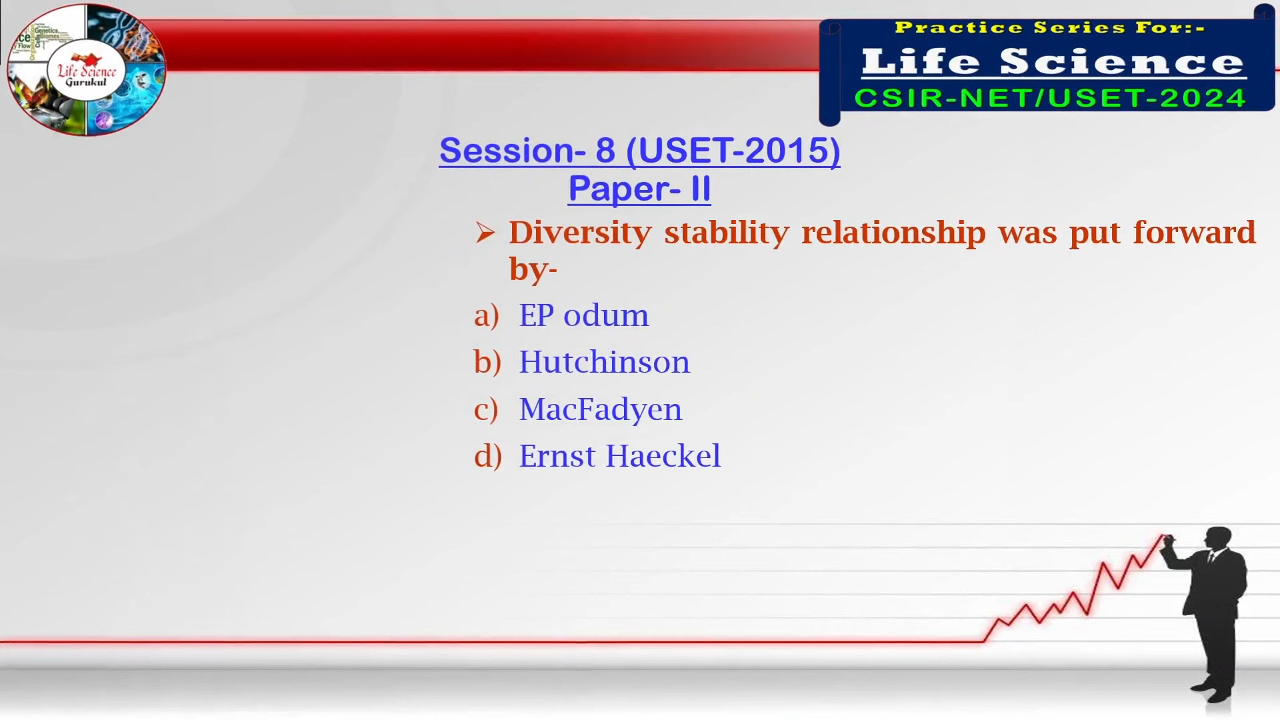 Life Science
Gurukul
Practice Series For:-
Life Science
CSIR-NET/USET-2024
Session- 8 (USET-2015)
Paper- II
➢ Diversity stability relationship was put forward
by-
a) EP odum
b) Hutchinson
c) MacFadyen
d) Ernst Haeckel